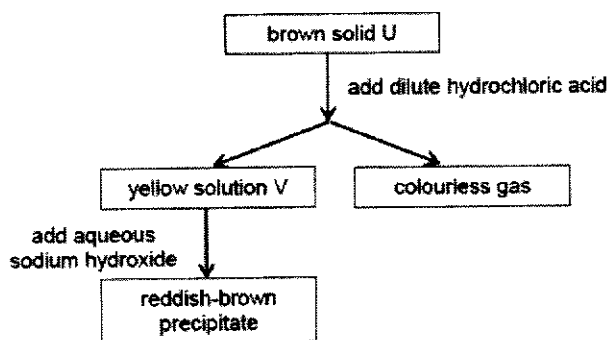 brown solid U
add dilute hydrochloric acid
yellow solution V
colourless gas
add aqueous
sodium hydroxide
reddish-brown
precipitate